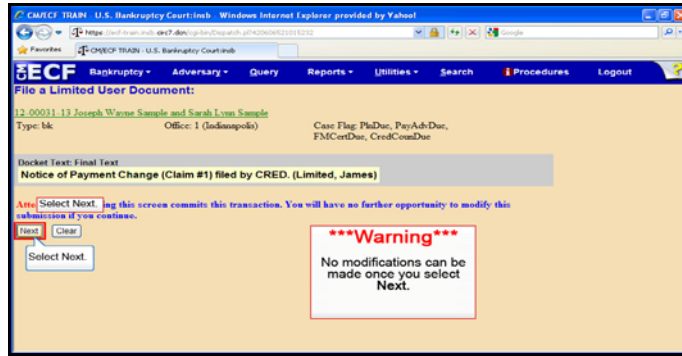 CM/ECF TRAIN - U.S. Bankruptcy Court:insb - Windows Internet Explorer provided by Yahoo!
Google
Favorites
CM/ECF TRAIN - U.S. Bankruptcy Court:insb
ECF Bankruptcy Adversary Query Reports Utilities Search Procedures Logout
File a Limited User Document:
12-00031-13 Joseph Wayne Sample and Sarah Lynn Sample
Type: bk Office: 1 (Indianapolis) Case Flag: PlnDue, PayAdvDue,
FMCertDue, CredCounDue
Docket Text: Final Text
Notice of Payment Change (Claim #1) filed by CRED. (Limited, James)
Select Next.
Atte ing this screen commits this transaction. You will have no further opportunity to modify this
submission if you continue.
Next Clear
Select Next.
***Warning***
No modifications can be
made once you select
Next.